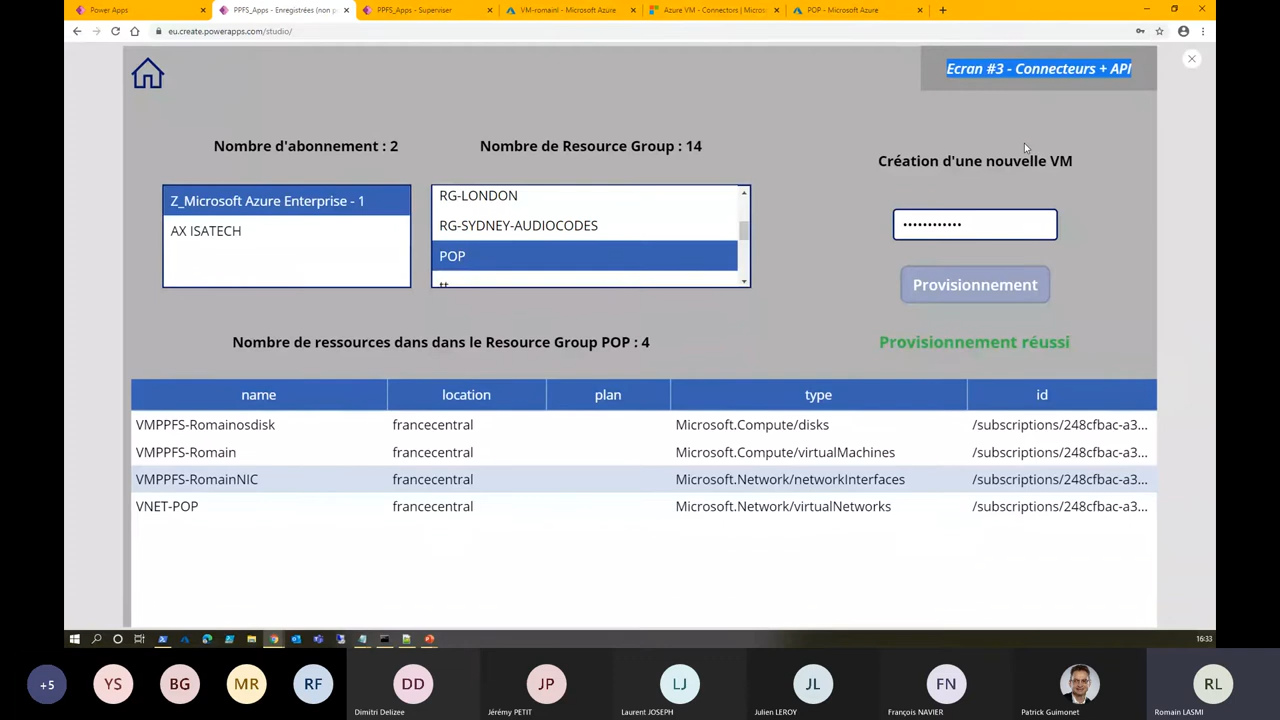 Power Apps
PPFS_Apps - Enregistrées (non p
PPFS_Apps - Superviser
VM-romainl - Microsoft Azure
Azure VM - Connectors | Micros
POP - Microsoft Azure
eu.create.powerapps.com/studio/
Ecran #3 - Connecteurs + API
Nombre d'abonnement : 2
Nombre de Resource Group : 14
Création d'une nouvelle VM
Z_Microsoft Azure Enterprise - 1
AX ISATECH
RG-LONDON
RG-SYDNEY-AUDIOCODES
POP
tt
••••••••••••
Provisionnement
Provisionnement réussi
Nombre de ressources dans dans le Resource Group POP : 4
name location plan type id
VMPPFS-Romainosdisk francecentral Microsoft.Compute/disks /subscriptions/248cfbac-a3...
VMPPFS-Romain francecentral Microsoft.Compute/virtualMachines /subscriptions/248cfbac-a3...
VMPPFS-RomainNIC francecentral Microsoft.Network/networkInterfaces /subscriptions/248cfbac-a3...
VNET-POP francecentral Microsoft.Network/virtualNetworks /subscriptions/248cfbac-a3...
16:33
+5 YS BG MR RF DD JP LJ JL FN RL
Dimitri Delizee
Jérémy PETIT
Laurent JOSEPH
Julien LEROY
François NAVIER
Patrick Guimonet
Romain LASMI